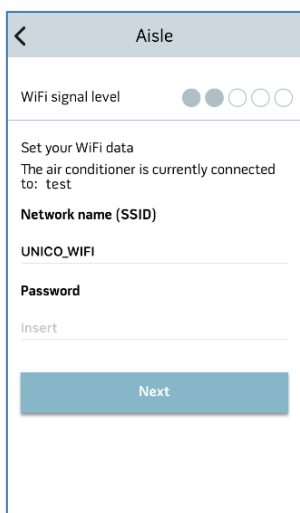 Aisle
WiFi signal level
Set your WiFi data
The air conditioner is currently connected
to: test
Network name (SSID)
UNICO_WIFI
Password
Insert
Next